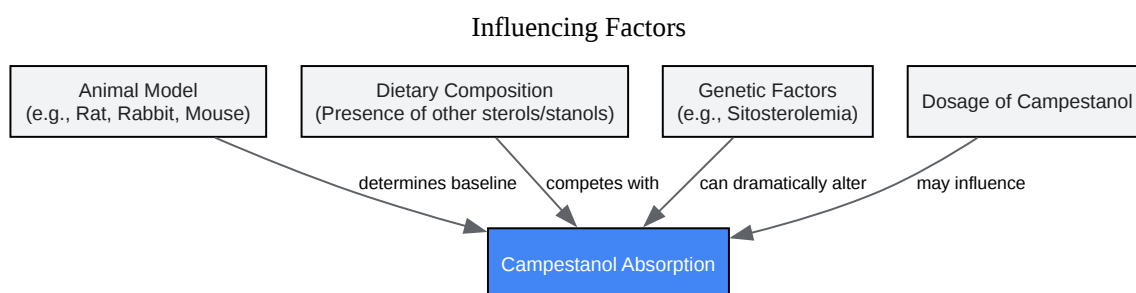 Influencing Factors
Animal Model
(e.g., Rat, Rabbit, Mouse)
Dietary Composition
(Presence of other sterols/stanols)
Genetic Factors
(e.g., Sitosterolemia)
Dosage of Campestanol
determines baseline
competes with
can dramatically alter
may influence
Campestanol Absorption